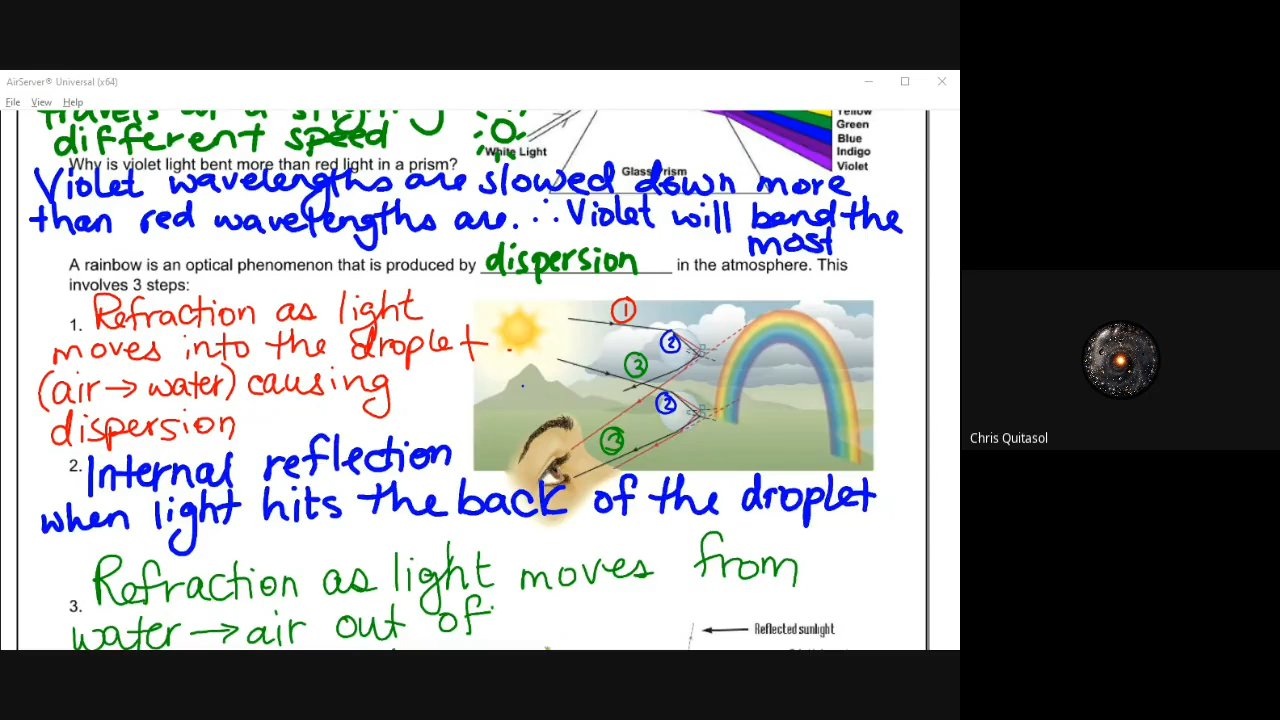 AirServer® Universal (x64)
File View Help
travels at a slightly
different speed
White Light
Glass Prism
Yellow
Green
Blue
Indigo
Violet
Why is violet light bent more than red light in a prism?
Violet wavelengths are slowed down more
than red wavelengths are. ∴ Violet will bend the
most
A rainbow is an optical phenomenon that is produced by dispersion in the atmosphere. This
involves 3 steps:
1. Refraction as light
moves into the droplet
(air → water) causing
dispersion
1
2
3
2
3
2. Internal reflection
when light hits the back of the droplet
3. Refraction as light moves from
water → air out of
Reflected sunlight
Chris Quitasol